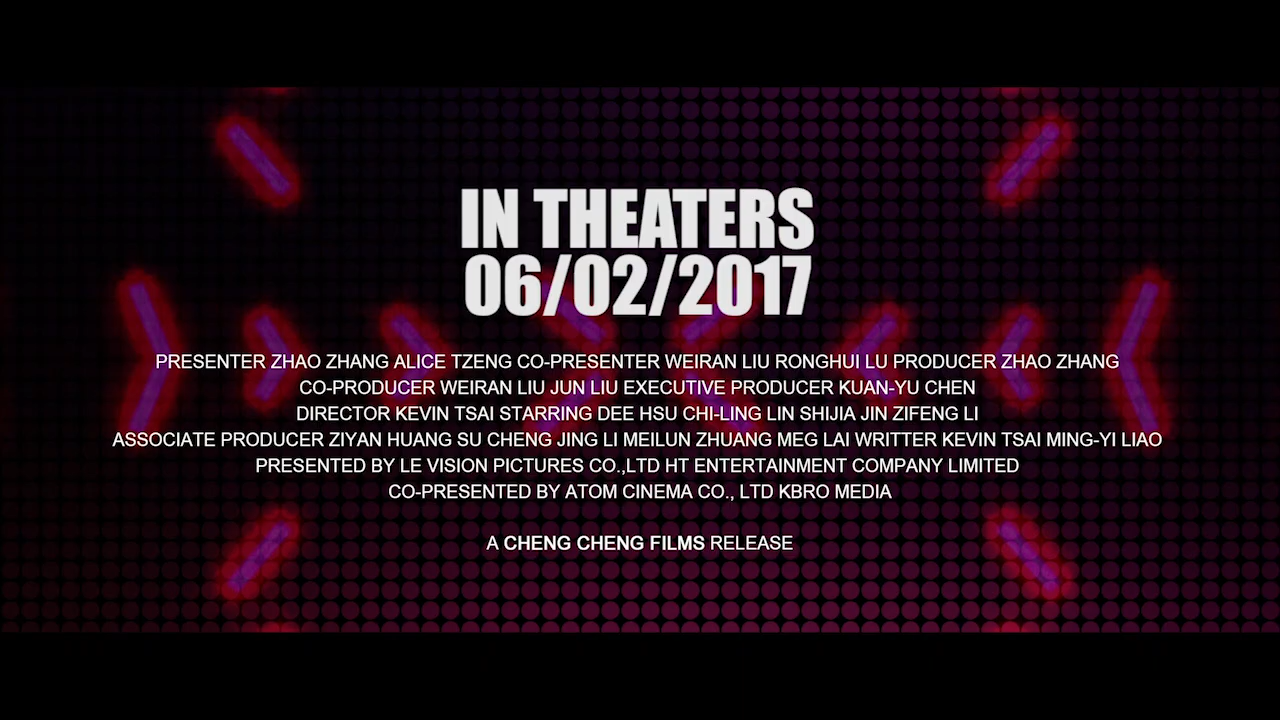 IN THEATERS
06/02/2017
PRESENTER ZHAO ZHANG ALICE TZENG CO-PRESENTER WEIRAN LIU RONGHUI LU PRODUCER ZHAO ZHANG
CO-PRODUCER WEIRAN LIU JUN LIU EXECUTIVE PRODUCER KUAN-YU CHEN
DIRECTOR KEVIN TSAI STARRING DEE HSU CHI-LING LIN SHIJIA JIN ZIFENG LI
ASSOCIATE PRODUCER ZIYAN HUANG SU CHENG JING LI MEILUN ZHUANG MEG LAI WRITTER KEVIN TSAI MING-YI LIAO
PRESENTED BY LE VISION PICTURES CO.,LTD HT ENTERTAINMENT COMPANY LIMITED
CO-PRESENTED BY ATOM CINEMA CO., LTD KBRO MEDIA
A CHENG CHENG FILMS RELEASE